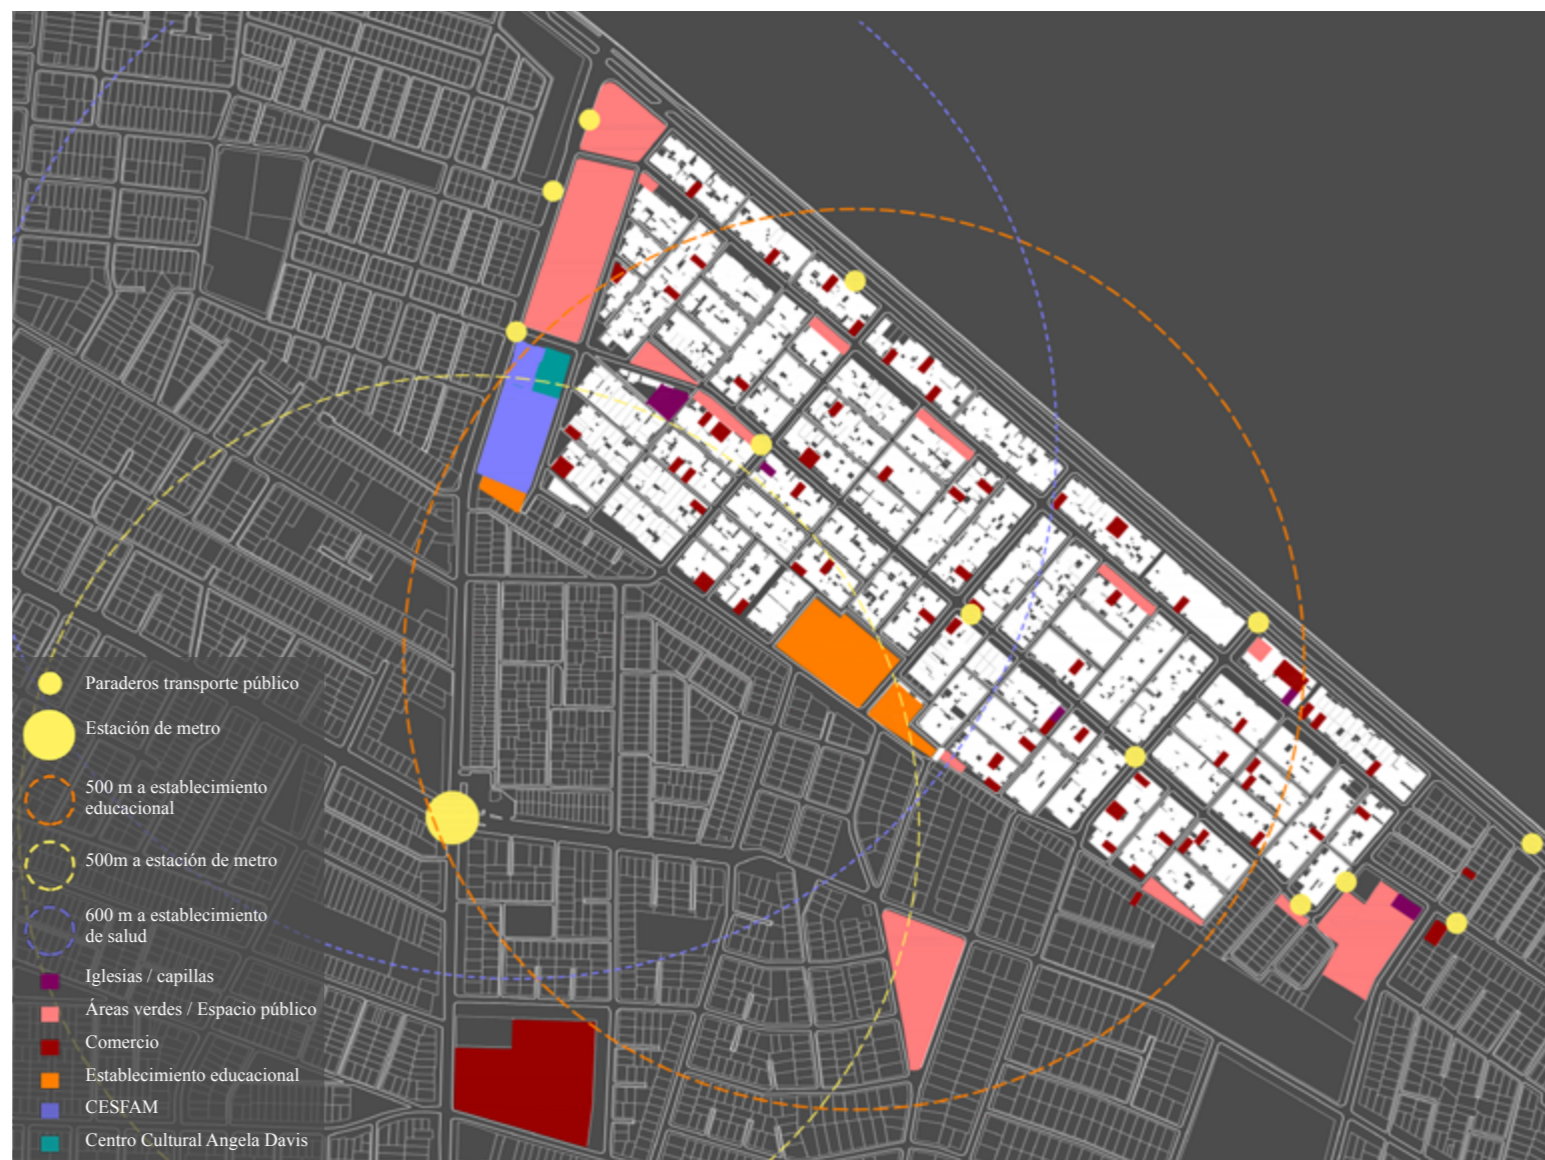 Paraderos transporte público
Estación de metro
500 m a establecimiento
educacional
500m a estación de metro
600 m a establecimiento
de salud
Iglesias / capillas
Áreas verdes / Espacio público
Comercio
Establecimiento educacional
CESFAM
Centro Cultural Angela Davis